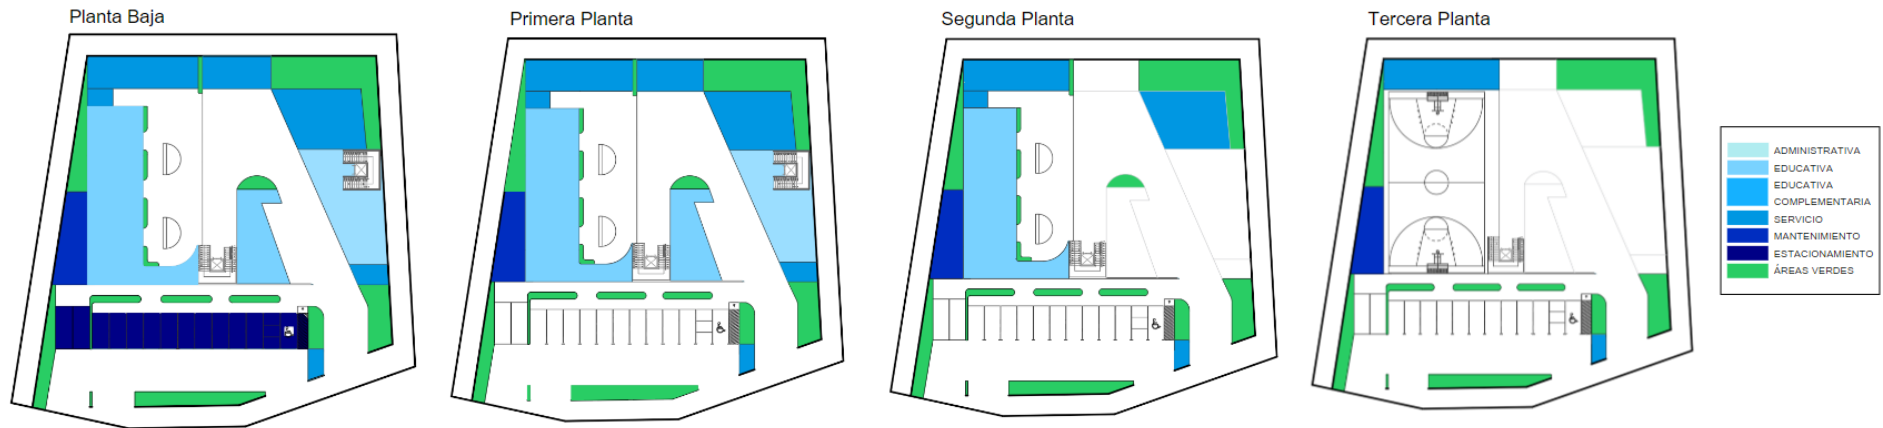 Planta Baja
Primera Planta
Segunda Planta
Tercera Planta
ADMINISTRATIVA
EDUCATIVA
EDUCATIVA
COMPLEMENTARIA
SERVICIO
MANTENIMIENTO
ESTACIONAMIENTO
ÁREAS VERDES